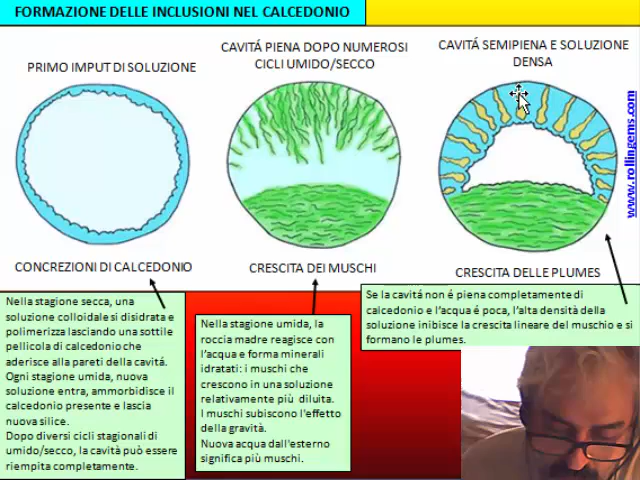 FORMAZIONE DELLE INCLUSIONI NEL CALCEDONIO
PRIMO IMPUT DI SOLUZIONE
CAVITÁ PIENA DOPO NUMEROSI
CICLI UMIDO/SECCO
CAVITÁ SEMIPIENA E SOLUZIONE
DENSA
www.rollingems.com
CONCREZIONI DI CALCEDONIO
CRESCITA DEI MUSCHI
CRESCITA DELLE PLUMES
Nella stagione secca, una
soluzione colloidale si disidrata e
polimerizza lasciando una sottile
pellicola di calcedonio che
aderisce alla pareti della cavitá.
Ogni stagione umida, nuova
soluzione entra, ammorbidisce il
calcedonio presente e lascia
nuova silice.
Dopo diversi cicli stagionali di
umido/secco, la cavitá può essere
riempita completamente.
Nella stagione umida, la
roccia madre reagisce con
l'acqua e forma minerali
idratati: i muschi che
crescono in una soluzione
relativamente più diluita.
I muschi subiscono l'effetto
della gravitá.
Nuova acqua dall'esterno
significa più muschi.
Se la cavitá non é piena completamente di
calcedonio e l'acqua é poca, l'alta densitá della
soluzione inibisce la crescita lineare del muschio e si
formano le plumes.